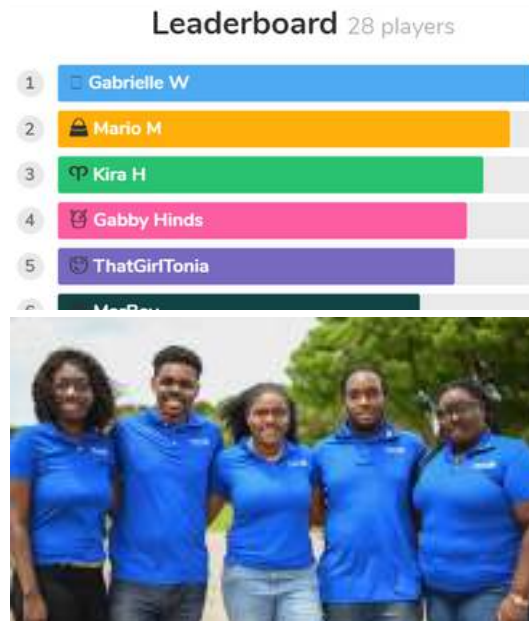 Leaderboard 28 players
1 Gabrielle W
2 Mario M
3 Kira H
4 Gabby Hinds
5 ThatGirlTonia